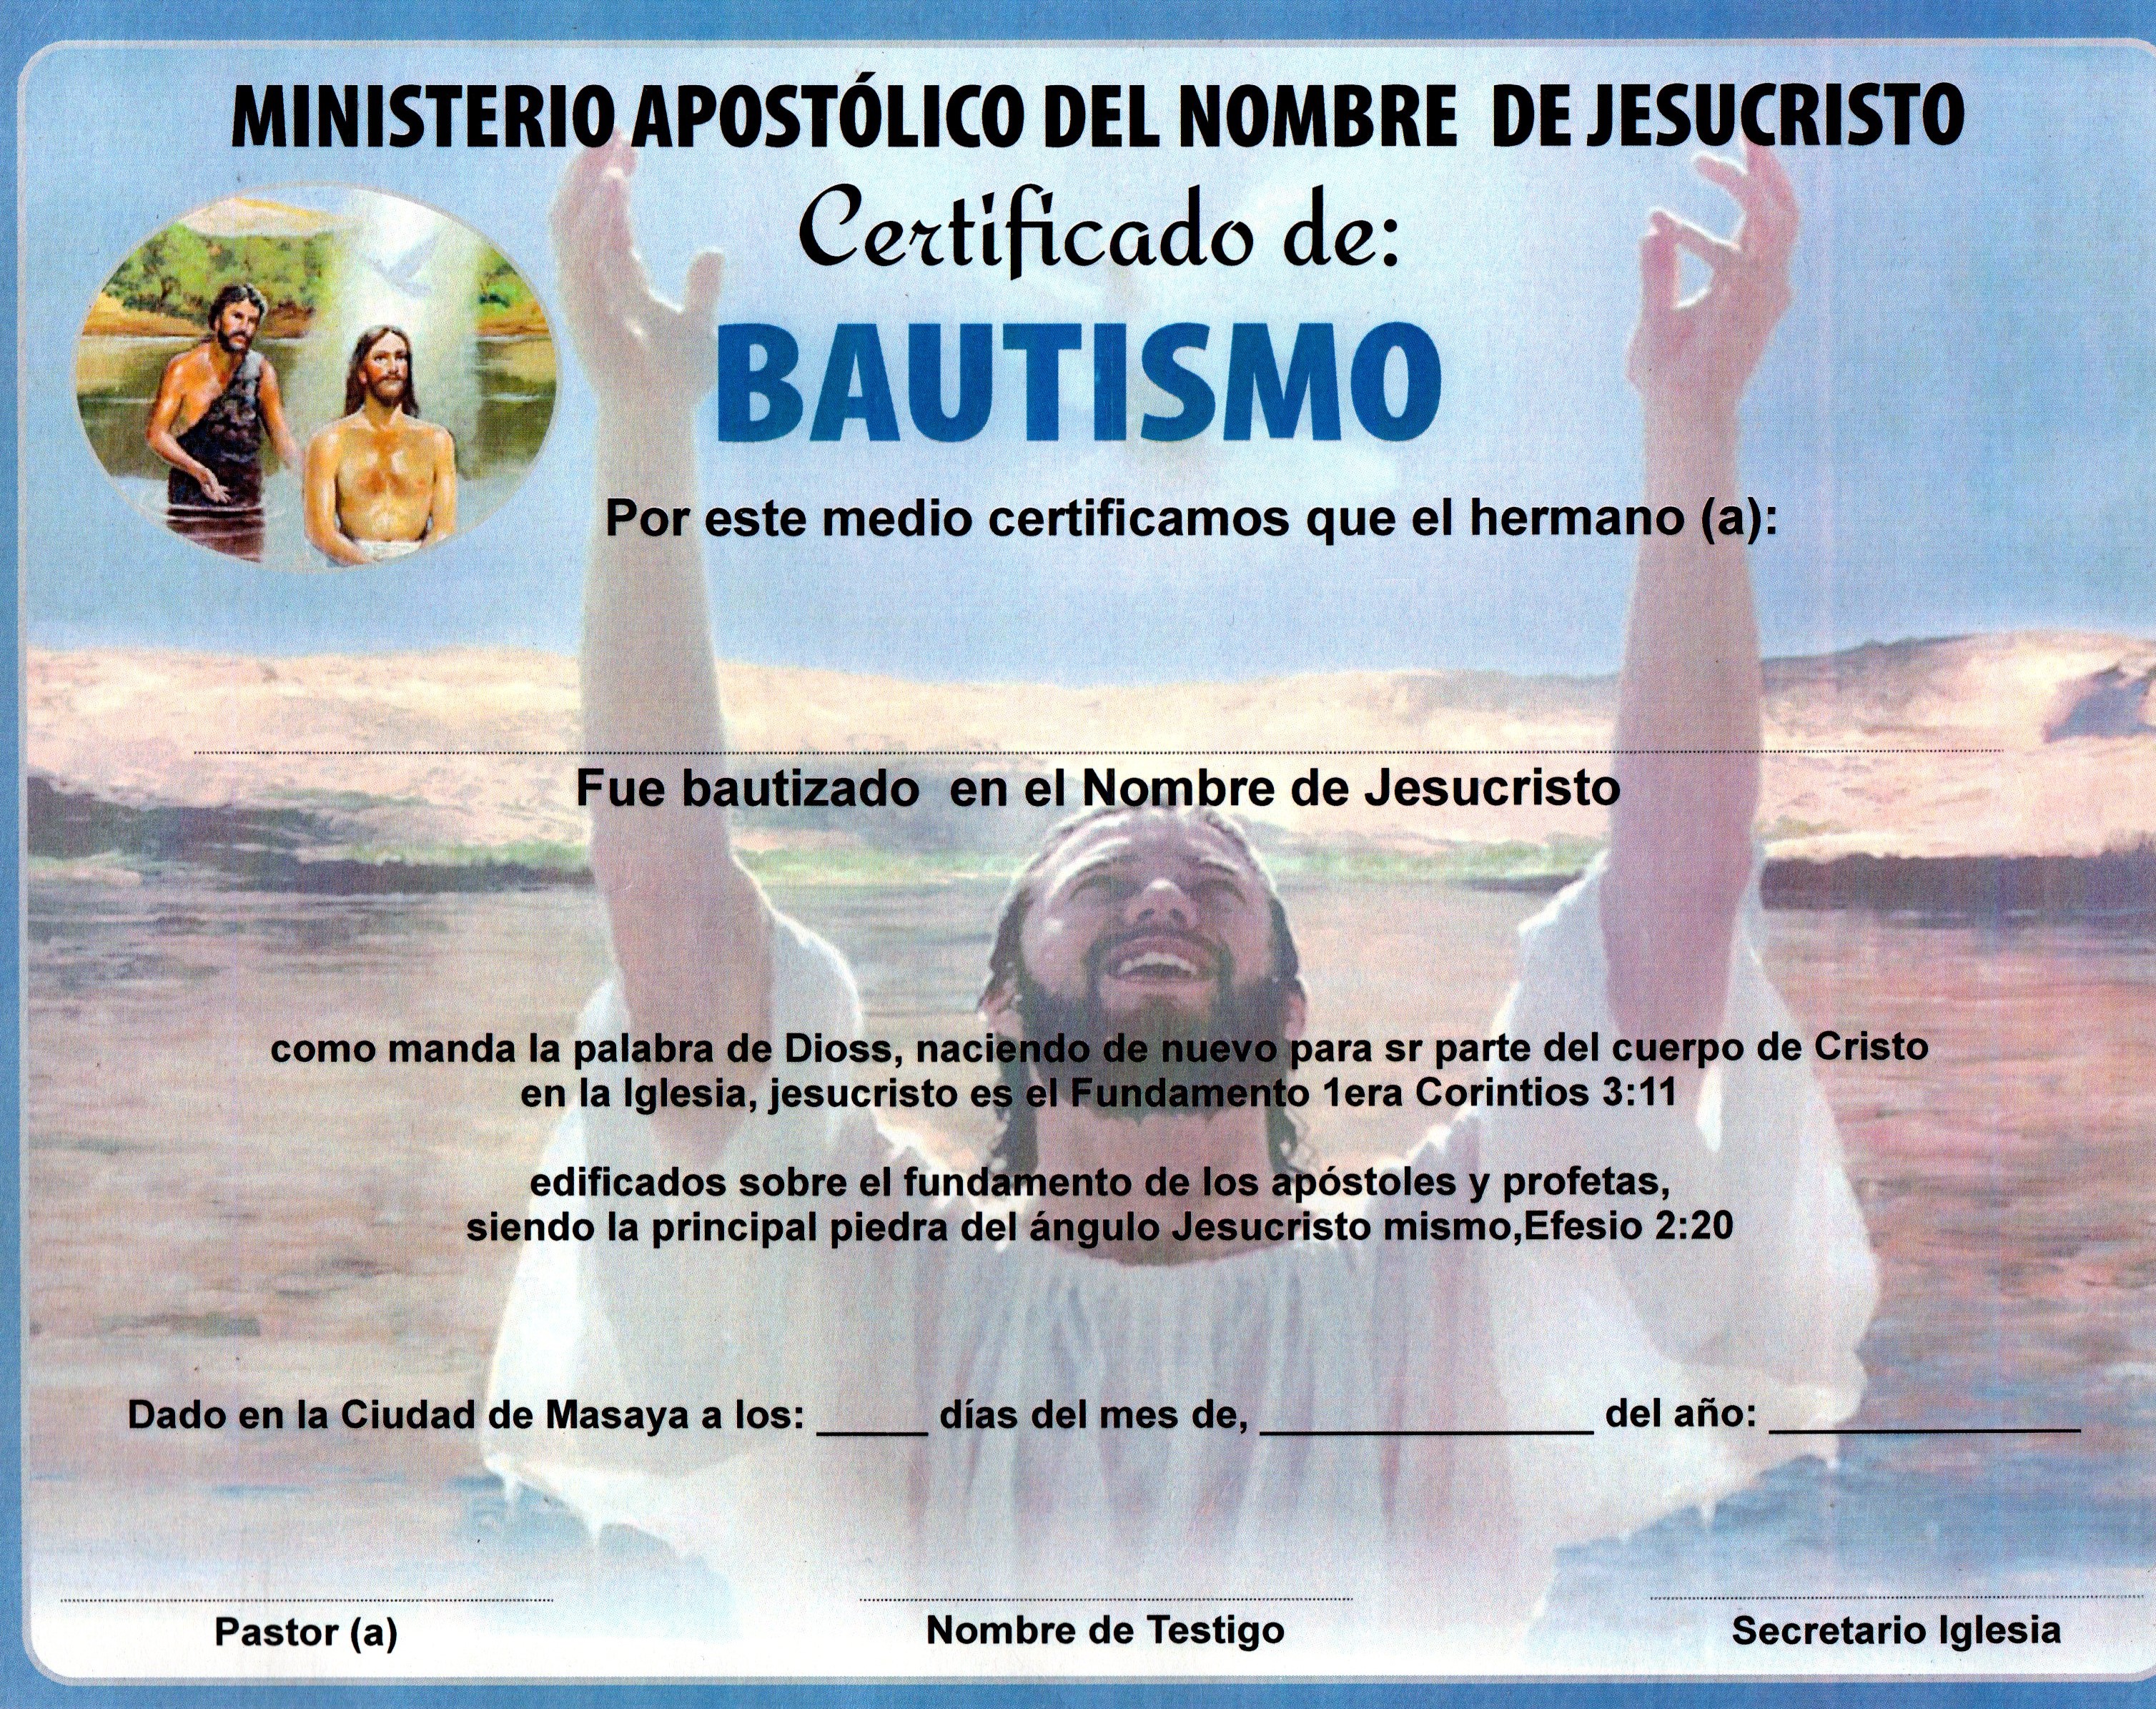 MINISTERIO APOSTÓLICO DEL NOMBRE DE JESUCRISTO
Certificado de:
BAUTISMO
Por este medio certificamos que el hermano (a):
Fue bautizado en el Nombre de Jesucristo
como manda la palabra de Dioss, naciendo de nuevo para sr parte del cuerpo de Cristo
en la Iglesia, jesucristo es el Fundamento 1era Corintios 3:11
edificados sobre el fundamento de los apóstoles y profetas,
siendo la principal piedra del ángulo Jesucristo mismo,Efesio 2:20
Dado en la Ciudad de Masaya a los: _____ días del mes de, _______________ del año: ______________
Pastor (a)
Nombre de Testigo
Secretario Iglesia